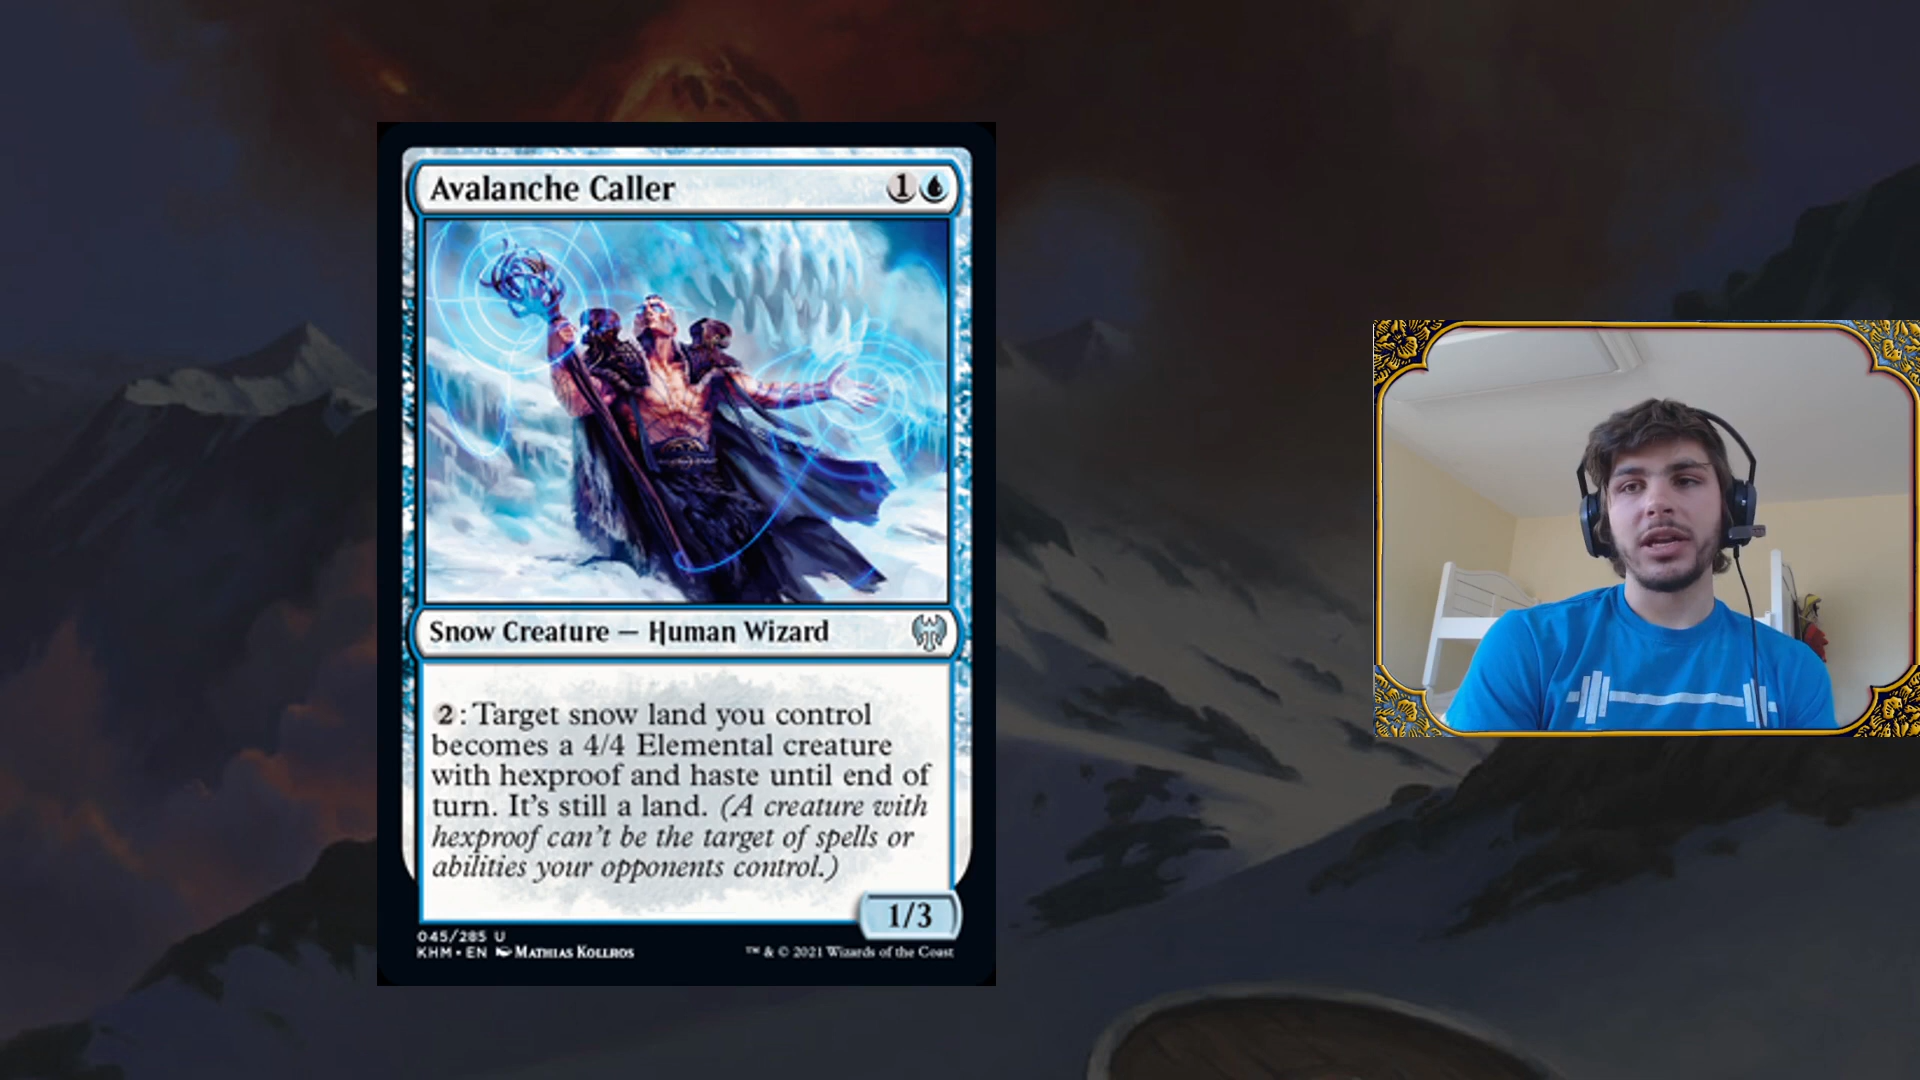 Avalanche Caller 1
Snow Creature — Human Wizard
2: Target snow land you control
becomes a 4/4 Elemental creature
with hexproof and haste until end of
turn. It's still a land. (A creature with
hexproof can't be the target of spells or
abilities your opponents control.)
1/3
045/285 U
KHM • EN Mathias Kollros
™ & © 2021 Wizards of the Coast